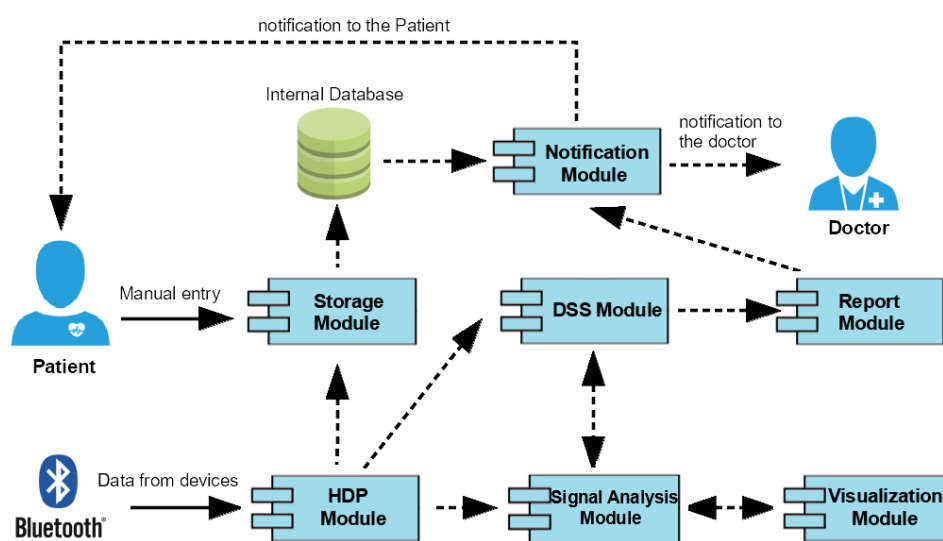 notification to the Patient
Internal Database
Notification
Module
notification to
the doctor
Doctor
Manual entry
Patient
Storage
Module
DSS Module
Report
Module
Data from devices
Bluetooth®
HDP
Module
Signal Analysis
Module
Visualization
Module